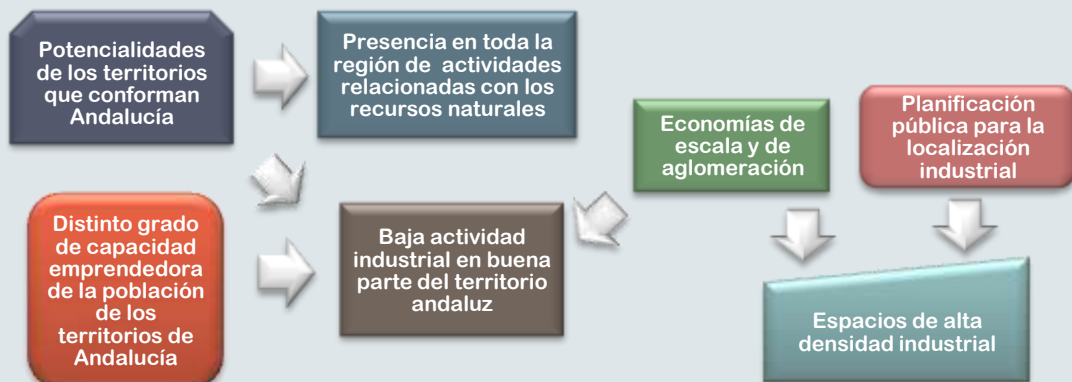 Potencialidades
de los territorios
que conforman
Andalucía
Presencia en toda la
región de actividades
relacionadas con los
recursos naturales
Economías de
escala y de
aglomeración
Planificación
pública para la
localización
industrial
Distinto grado
de capacidad
emprendedora
de la población
de los
territorios de
Andalucía
Baja actividad
industrial en buena
parte del territorio
andaluz
Espacios de alta
densidad industrial